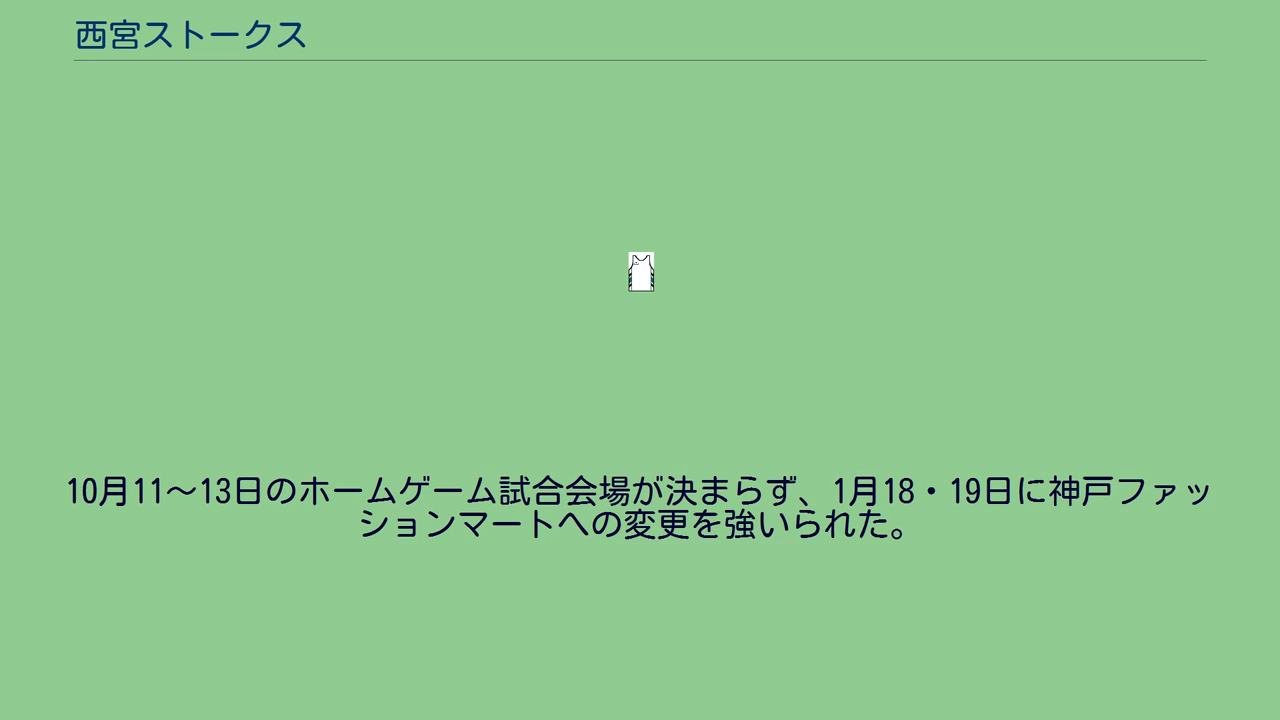 西宮ストークス
10月11〜13日のホームゲーム試合会場が決まらず、1月18・19日に神戸ファッ
ションマートへの変更を強いられた。